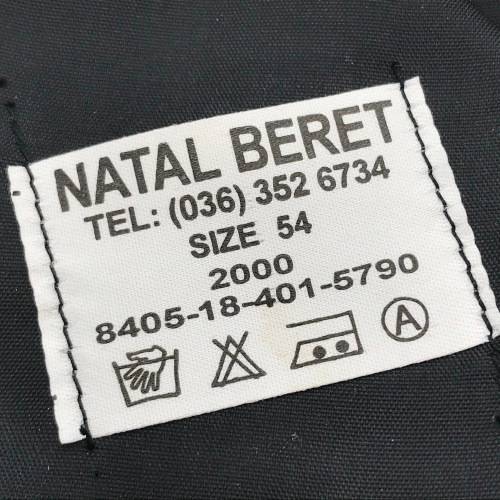 NATAL BERET
TEL: (036) 352 6734
SIZE 54
2000
8405-18-401-5790
A